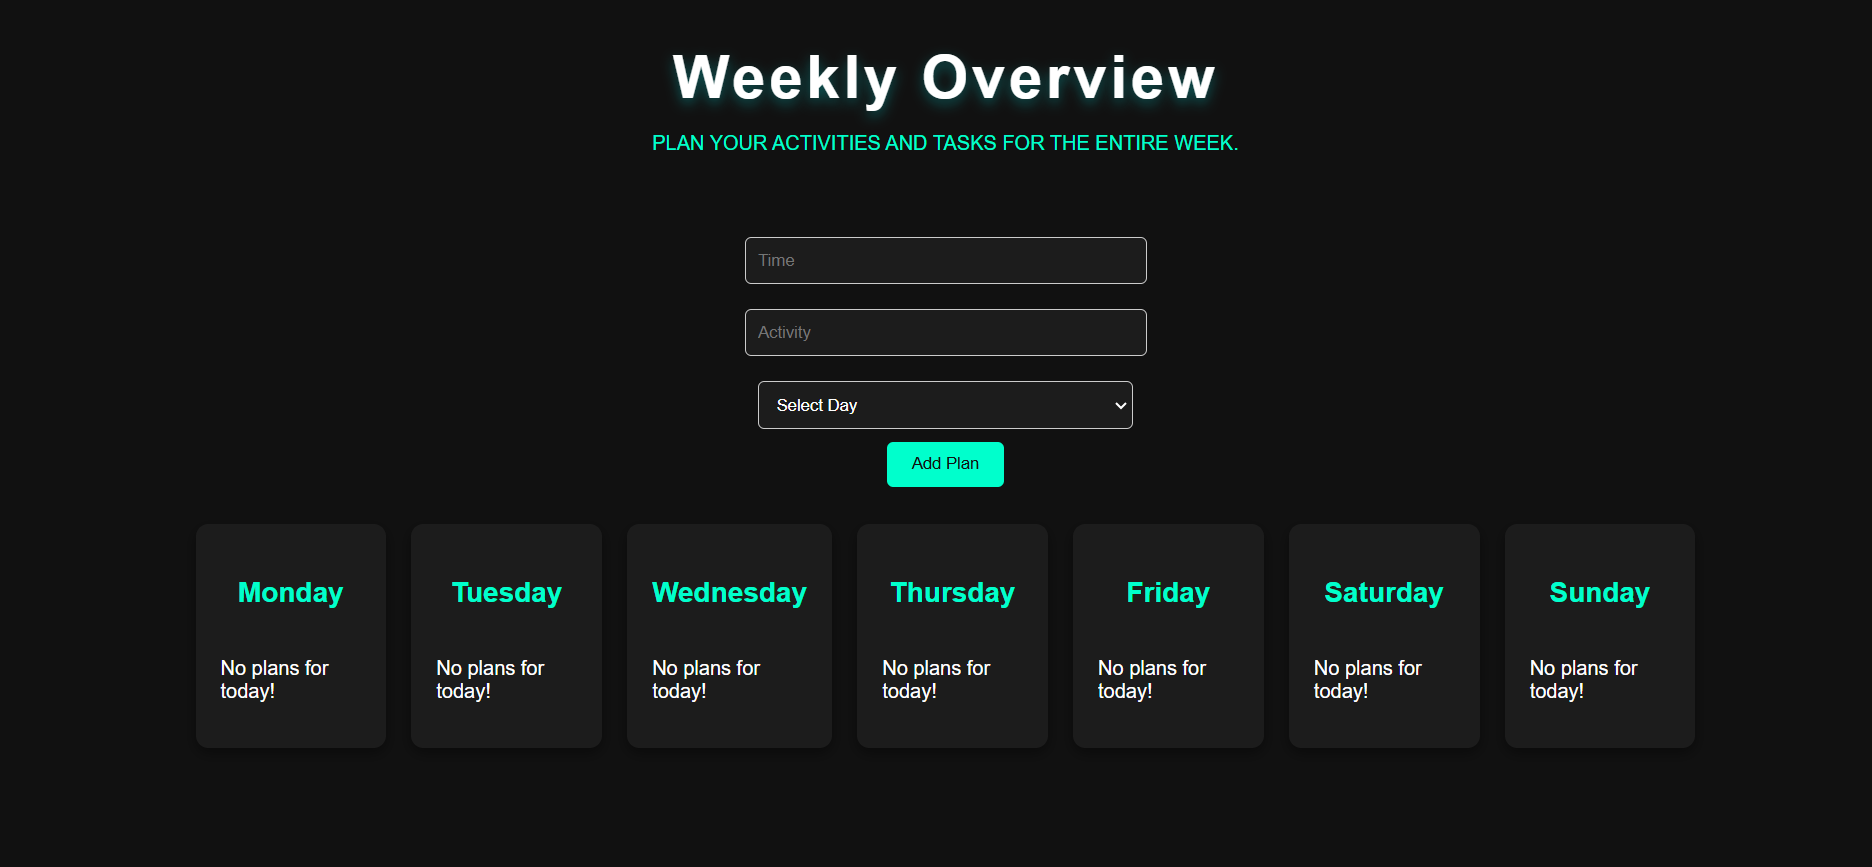 Weekly Overview
PLAN YOUR ACTIVITIES AND TASKS FOR THE ENTIRE WEEK.
Time
Activity
Select Day
Add Plan
Monday
No plans for
today!
Tuesday
No plans for
today!
Wednesday
No plans for
today!
Thursday
No plans for
today!
Friday
No plans for
today!
Saturday
No plans for
today!
Sunday
No plans for
today!